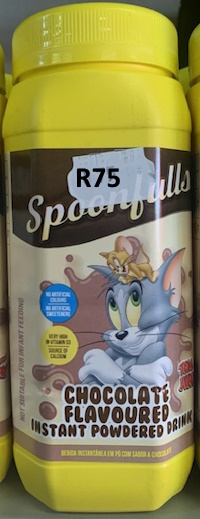 R75
Spoonfulls
NO ARTIFICIAL
COLOURS
NO ARTIFICIAL
SWEETENERS
VERY HIGH
IN VITAMIN D3
SOURCE OF
CALCIUM
NOT SUITABLE FOR INFANT FEEDING
CHOCOLATE
FLAVOURED
INSTANT POWDERED DRINK
BEBIDA INSTANTÂNEA EM PÓ COM SABOR A CHOCOLATE